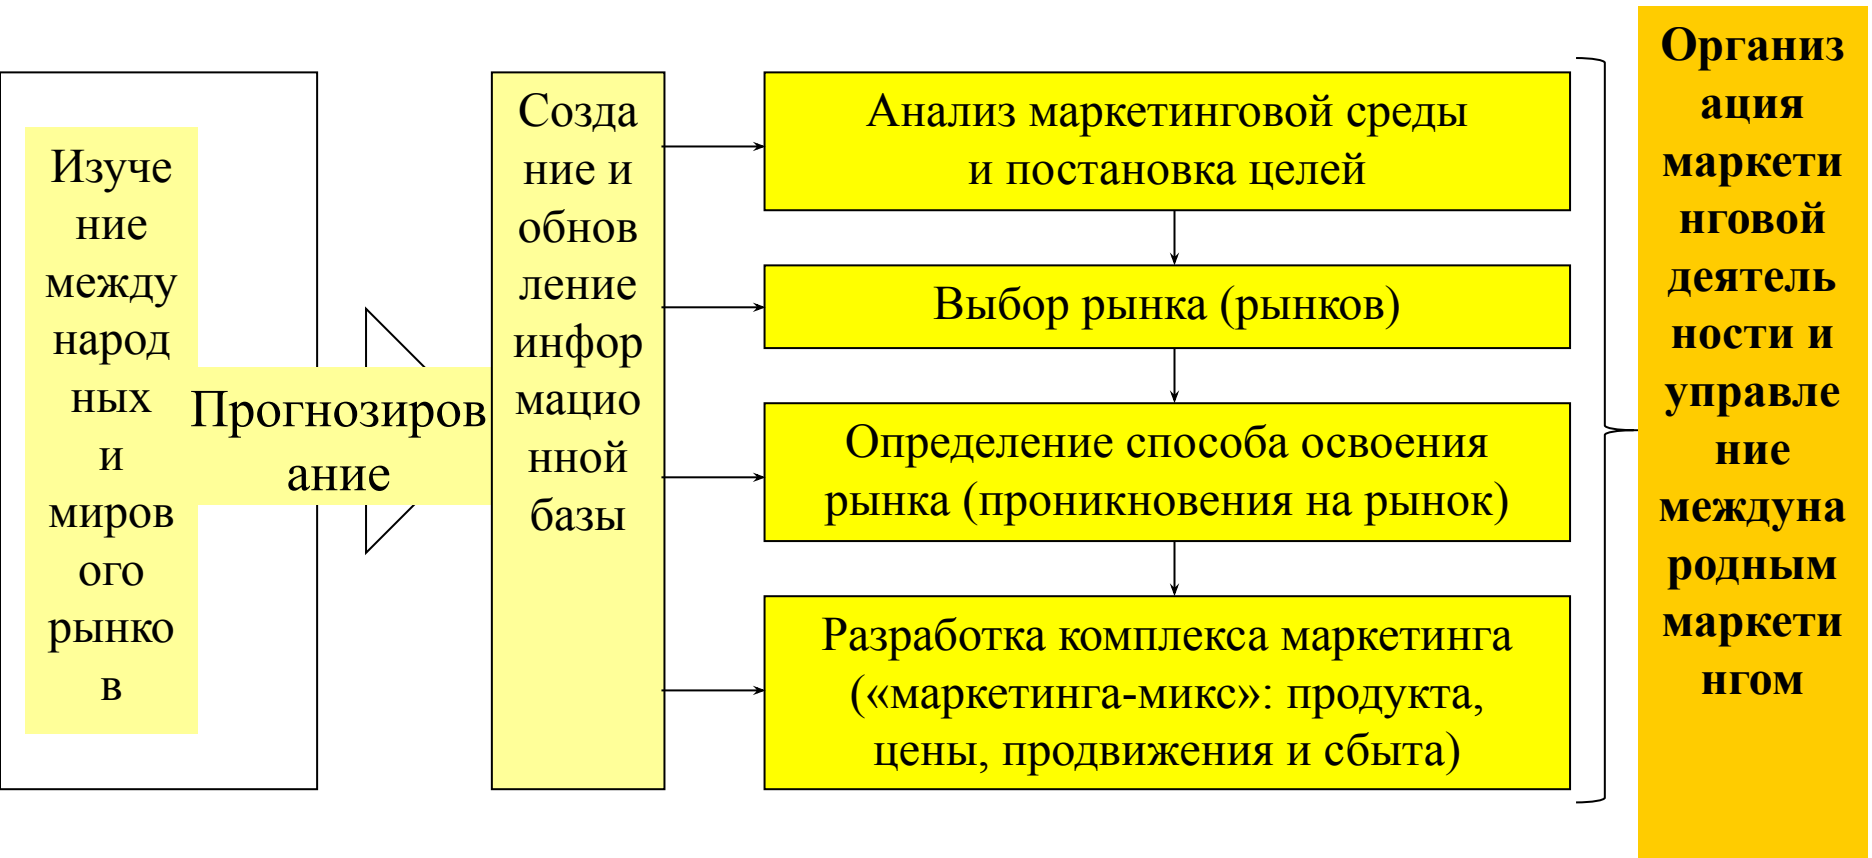 Изуче
ние
между
народ
ных
и
миров
ого
рынко
в
Прогнозиров
ание
Созда
ние и
обнов
ление
инфор
мацио
нной
базы
Анализ маркетинговой среды
и постановка целей
Выбор рынка (рынков)
Определение способа освоения
рынка (проникновения на рынок)
Разработка комплекса маркетинга
(«маркетинга-микс»: продукта,
цены, продвижения и сбыта)
Организ
ация
маркети
нговой
деятель
ности и
управле
ние
междуна
родным
маркети
нгом